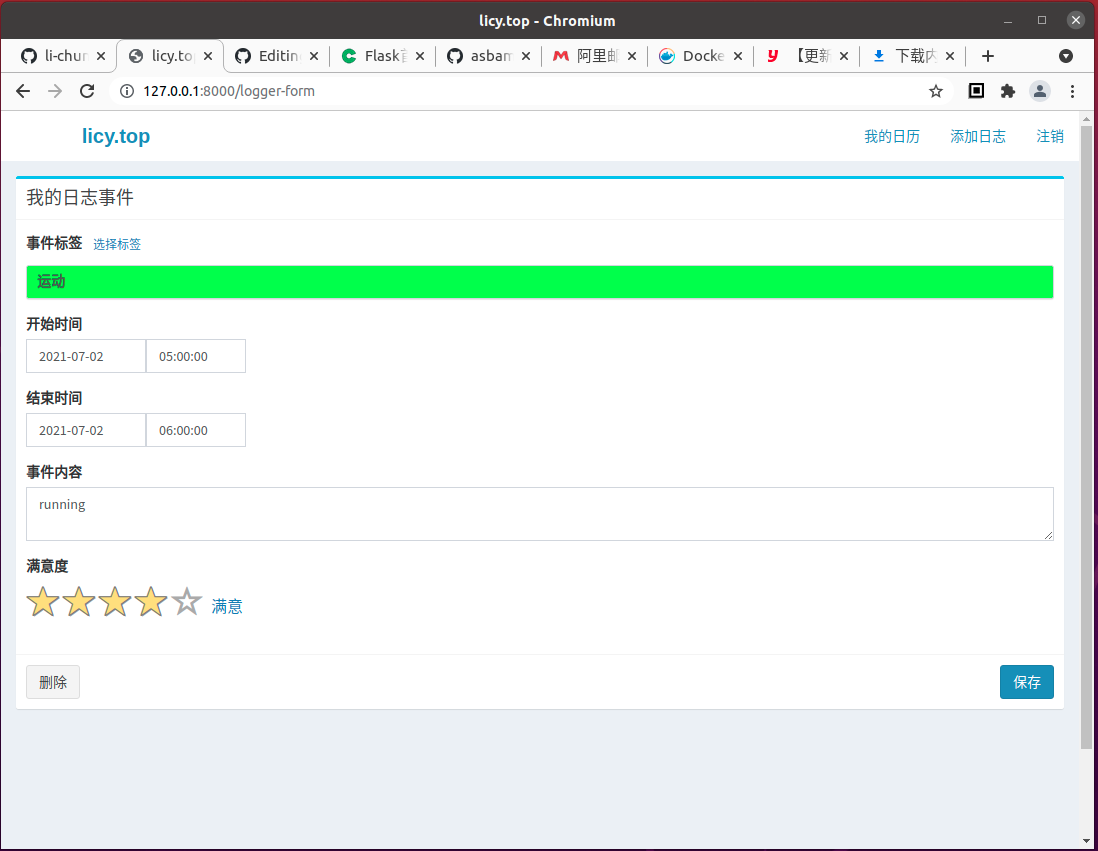 licy.top - Chromium
li-chun licy.to Editin Flask asbam 阿里邮 Docke 【更新 下载内
127.0.0.1:8000/logger-form
licy.top 我的日历 添加日志 注销
我的日志事件
事件标签 选择标签
运动
开始时间
2021-07-02 05:00:00
结束时间
2021-07-02 06:00:00
事件内容
running
满意度
满意
删除 保存